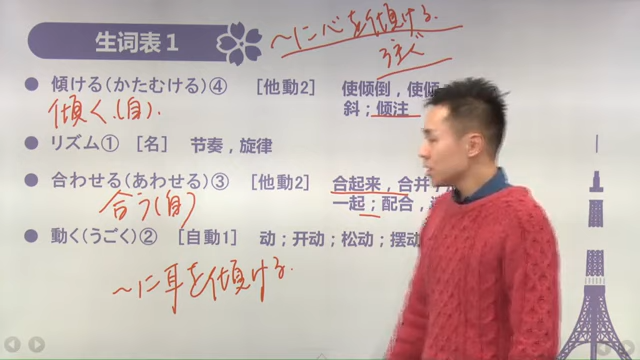 生词表1
~に心を傾ける.
注ぐ
● 傾ける(かたむける)④ [他動2] 使倾倒，使倾
斜；倾注
傾く(自).
● リズム① [名] 节奏，旋律
● 合わせる(あわせる)③ [他動2] 合起来，合并
一起；配合，
合う(自)
● 動く(うごく)② [自動1] 动；开动；松动；摆动
~に耳を傾ける.